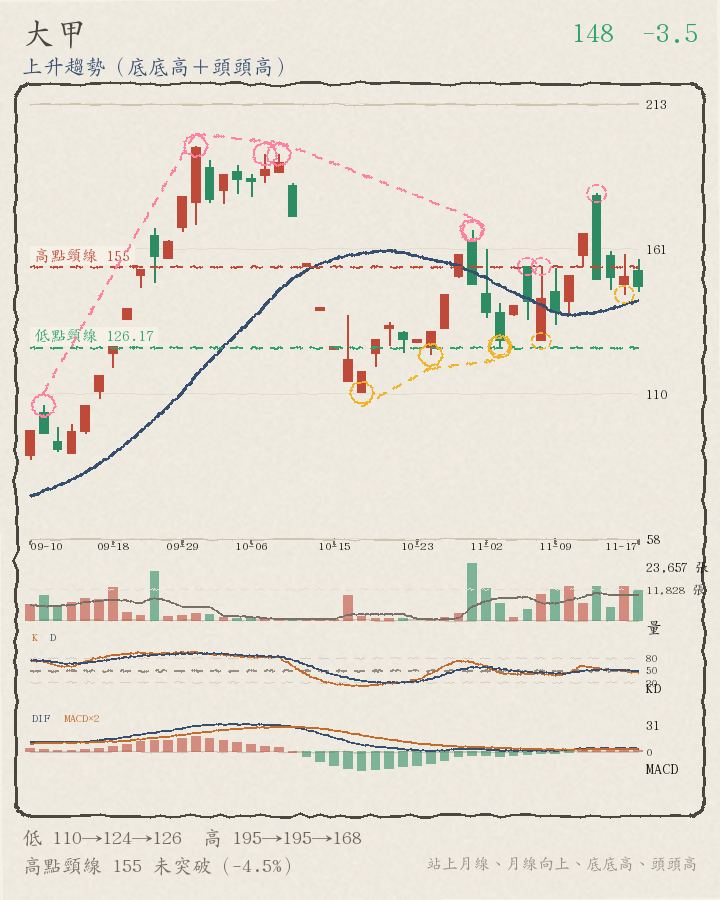 大甲
148 -3.5
上升趨勢（底底高＋頭頭高）
213
高點頸線 155
161
低點頸線 126.17
110
58
09-10 09-18 09-29 10-06 10-15 10-23 11-02 11-09 11-17
23,657 張
11,828 張
量
K D
80
50
20
KD
DIF MACD×2
31
0
MACD
低 110→124→126 高 195→195→168
高點頸線 155 未突破（-4.5%）
站上月線、月線向上、底底高、頭頭高